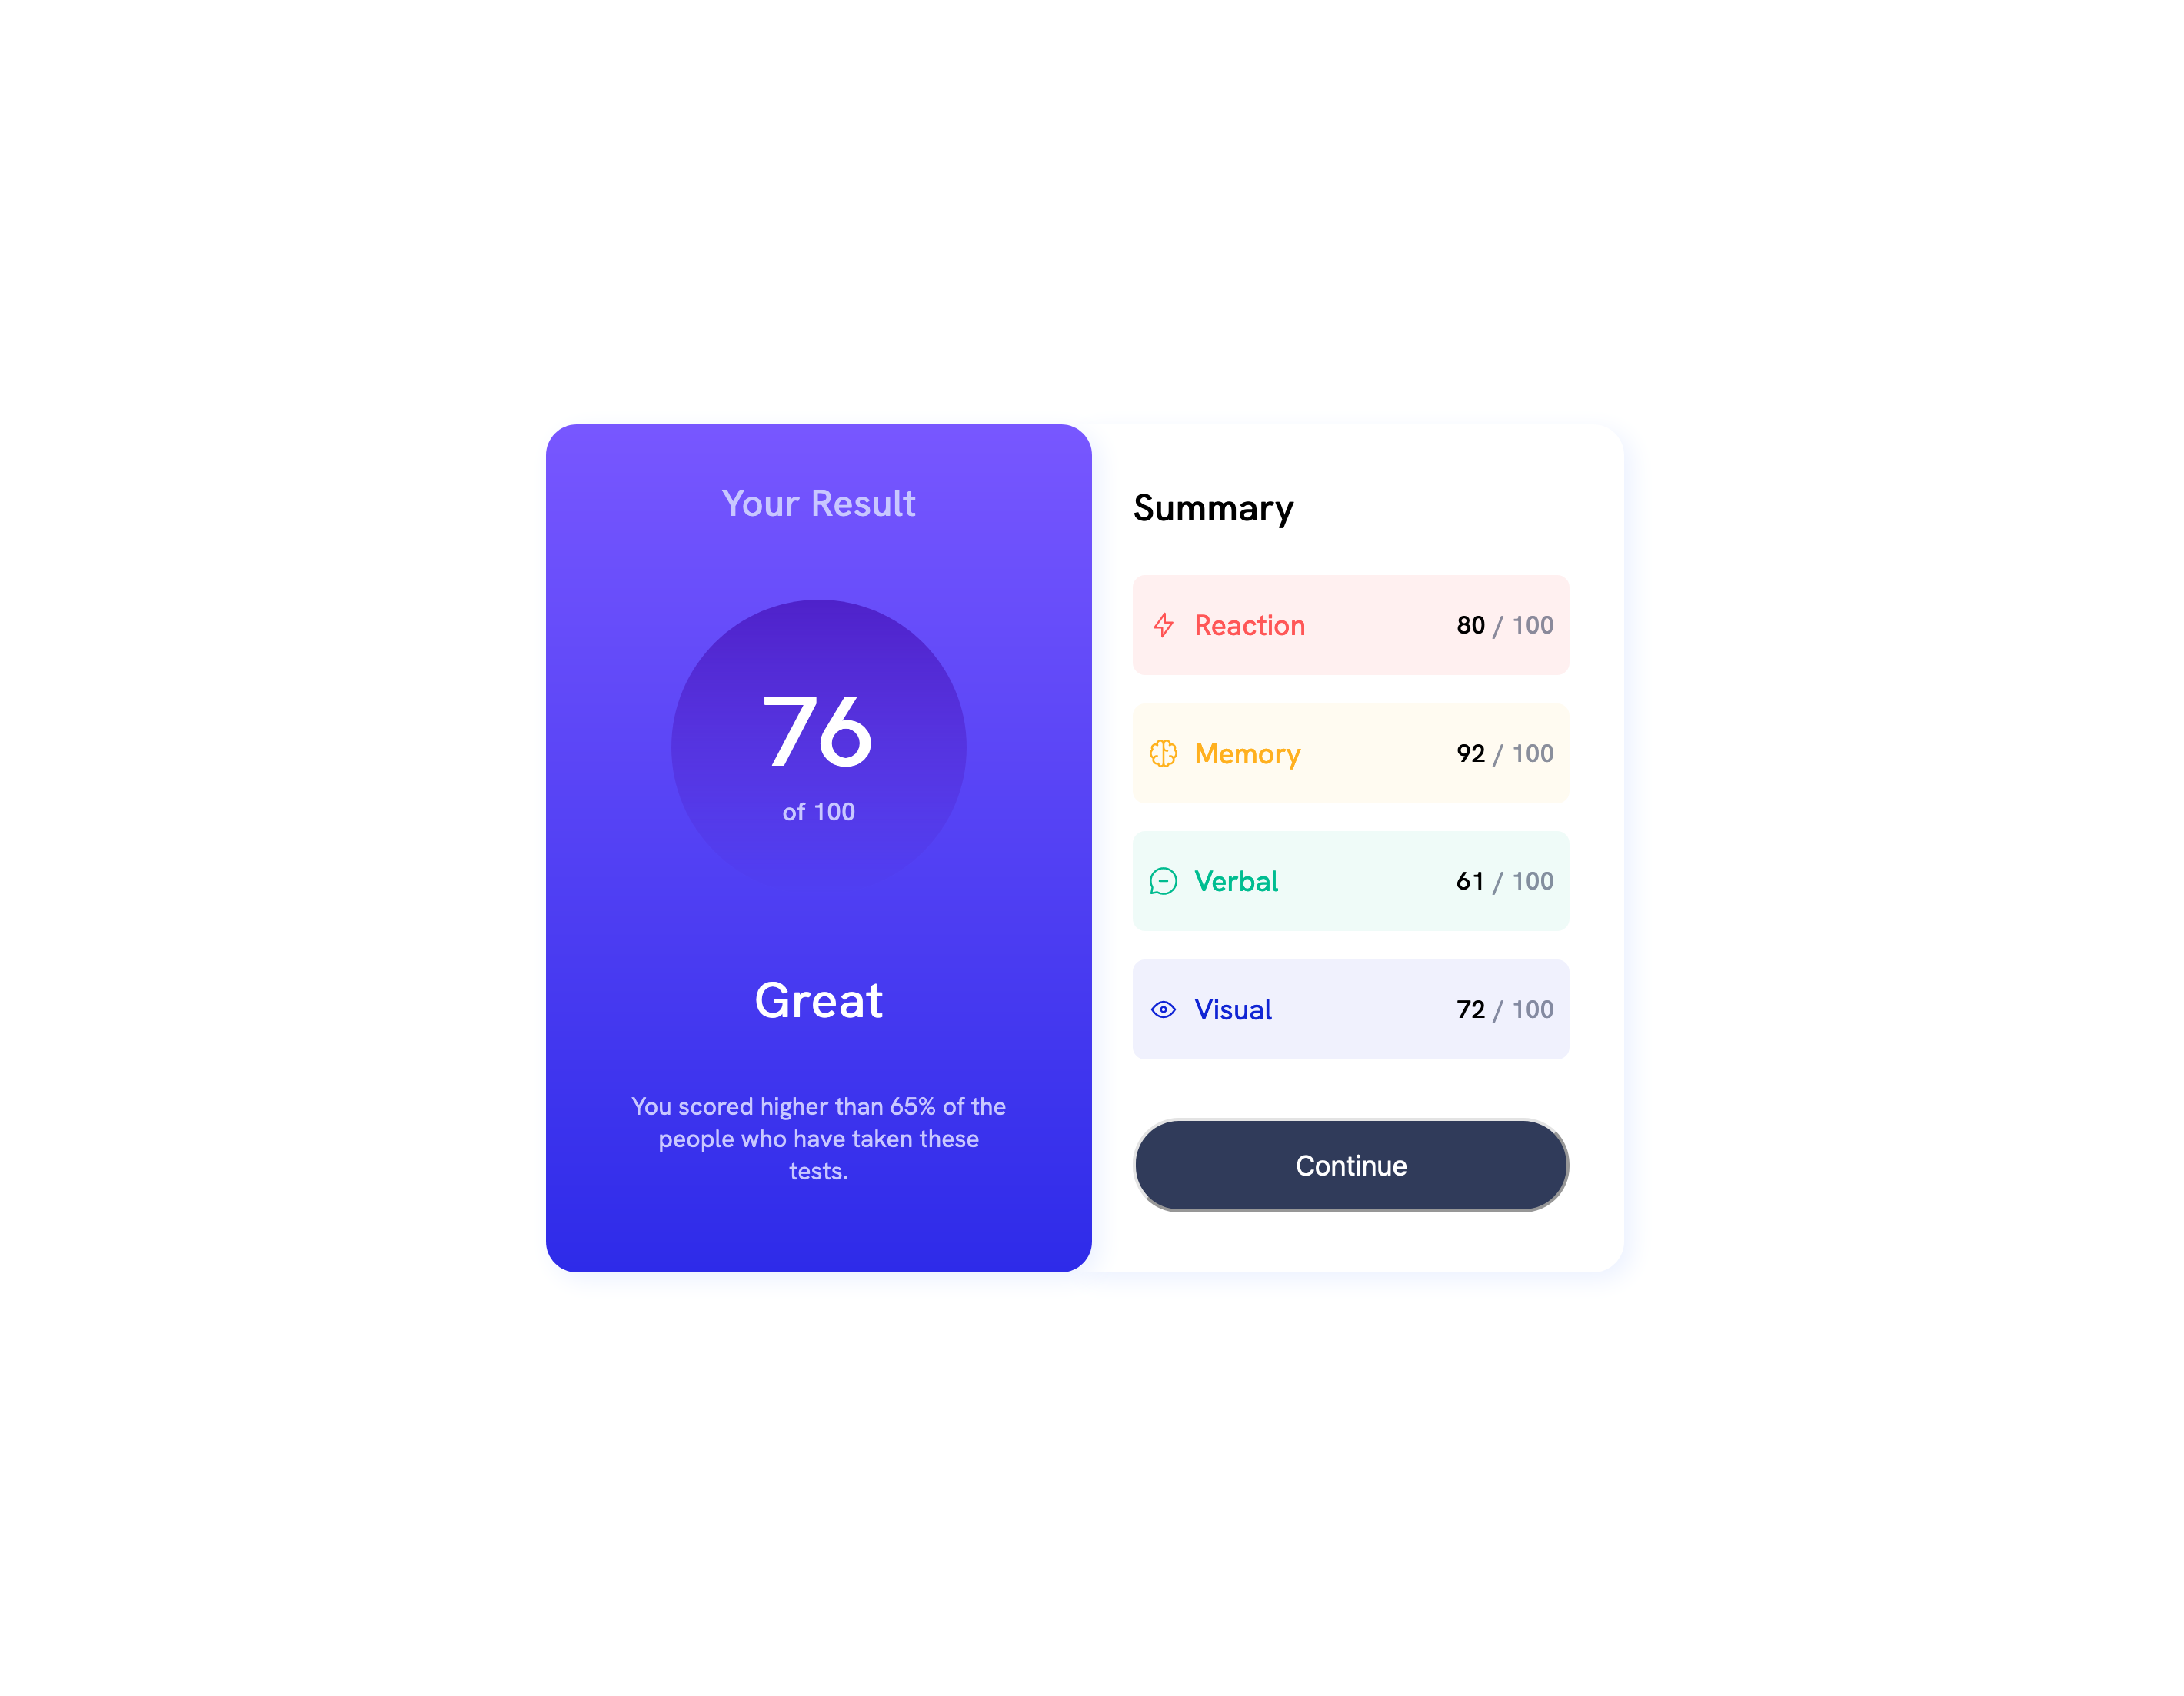 Your Result
76
of 100
Great
You scored higher than 65% of the
people who have taken these
tests.
Summary
Reaction 80 / 100
Memory 92 / 100
Verbal 61 / 100
Visual 72 / 100
Continue